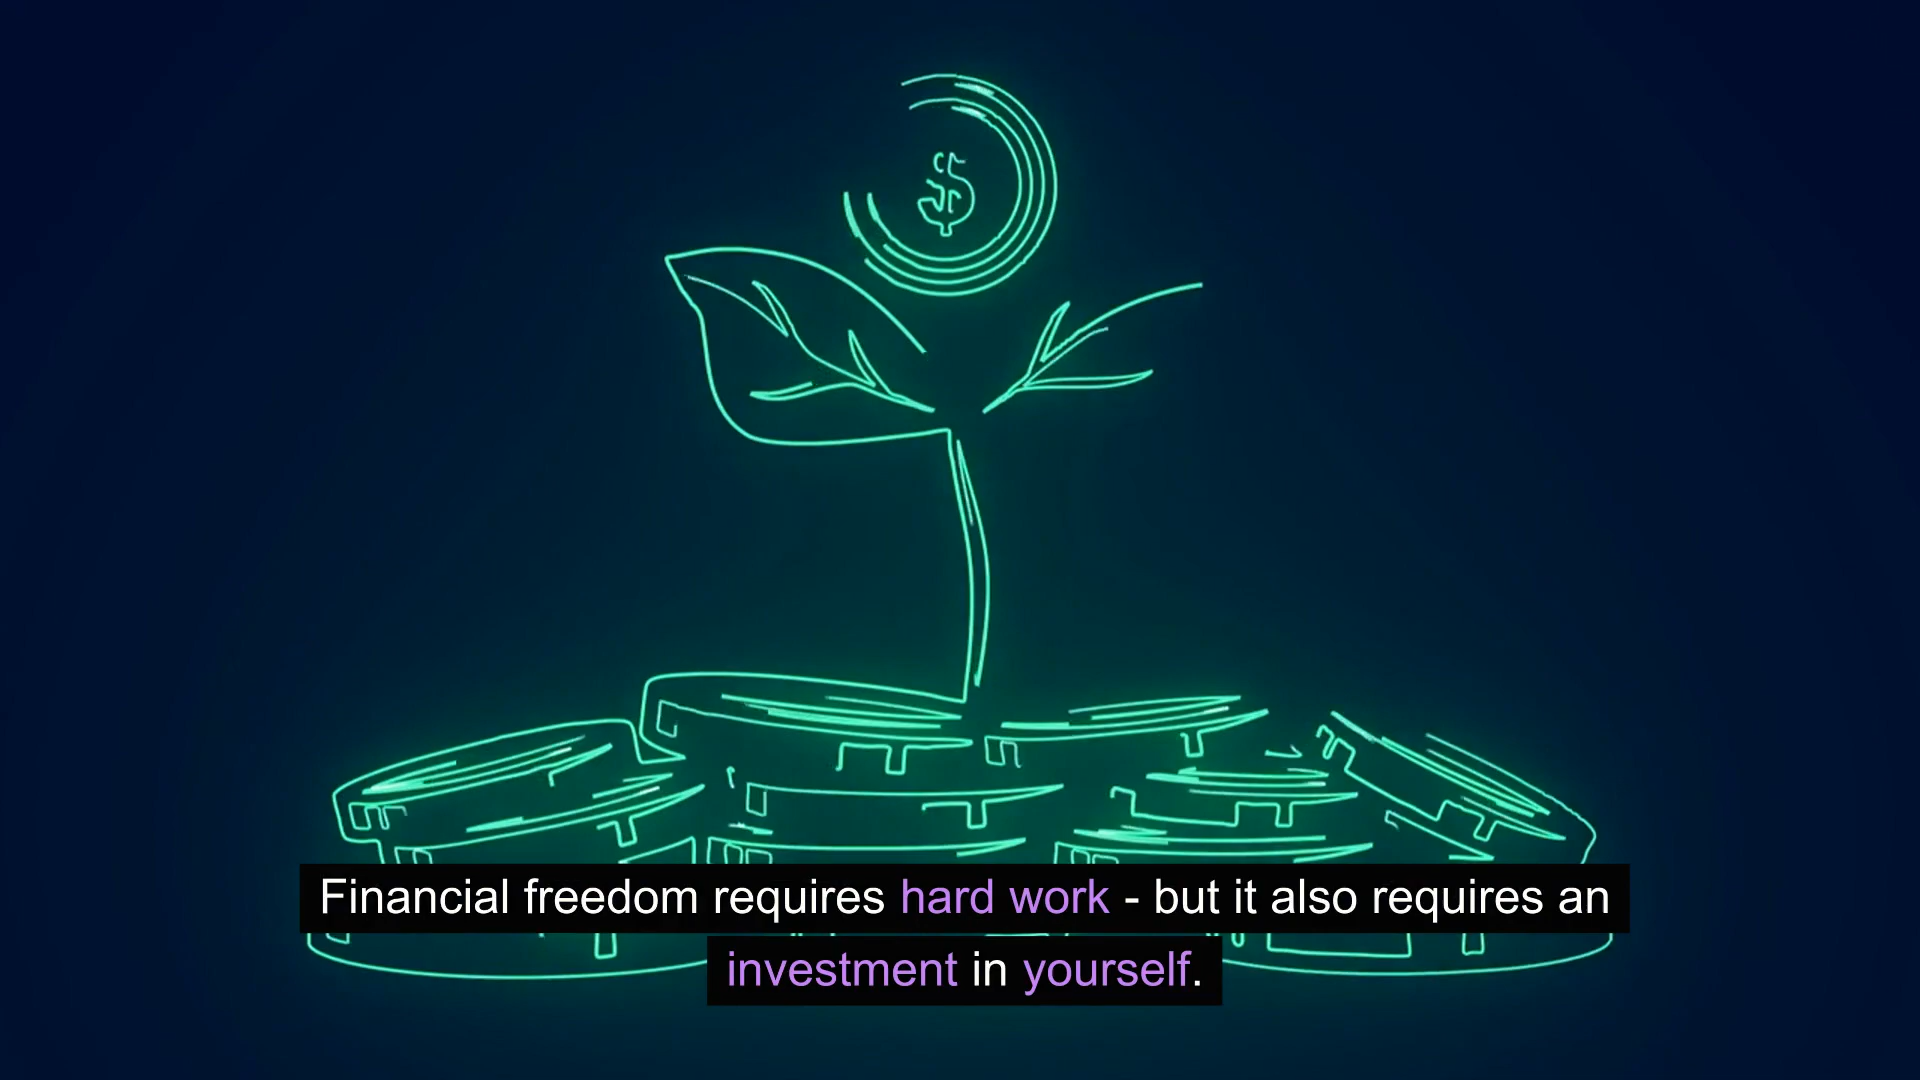 $
Financial freedom requires hard work - but it also requires an
investment in yourself.